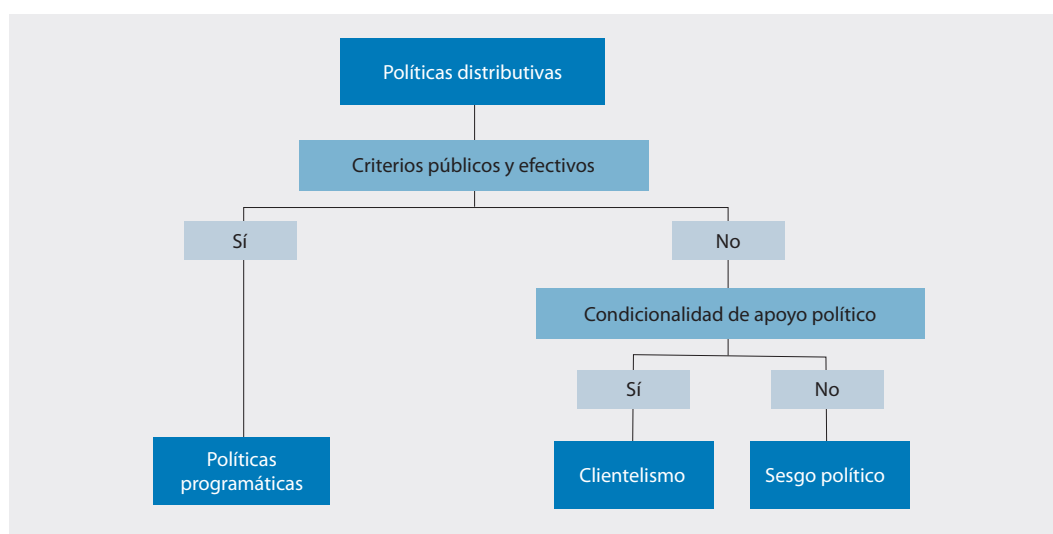 Políticas distributivas
Criterios públicos y efectivos
Sí
No
Condicionalidad de apoyo político
Sí
No
Políticas
programáticas
Clientelismo
Sesgo político